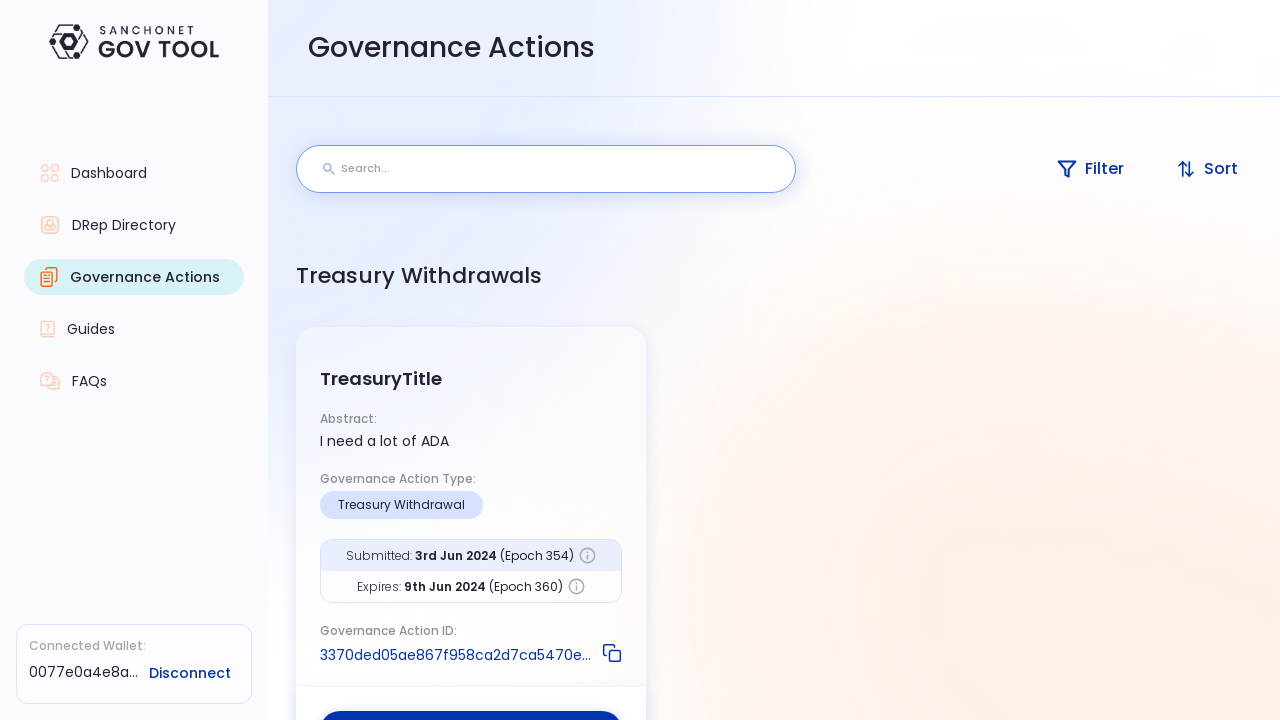 SANCHONET
GOV TOOL
Governance Actions
Dashboard
DRep Directory
Governance Actions
Guides
FAQs
Connected Wallet:
0077e0a4e8a...
Disconnect
Search...
Filter
Sort
Treasury Withdrawals
TreasuryTitle
Abstract:
I need a lot of ADA
Governance Action Type:
Treasury Withdrawal
Submitted: 3rd Jun 2024 (Epoch 354)
Expires: 9th Jun 2024 (Epoch 360)
Governance Action ID:
3370ded05ae867f958ca2d7ca5470e...